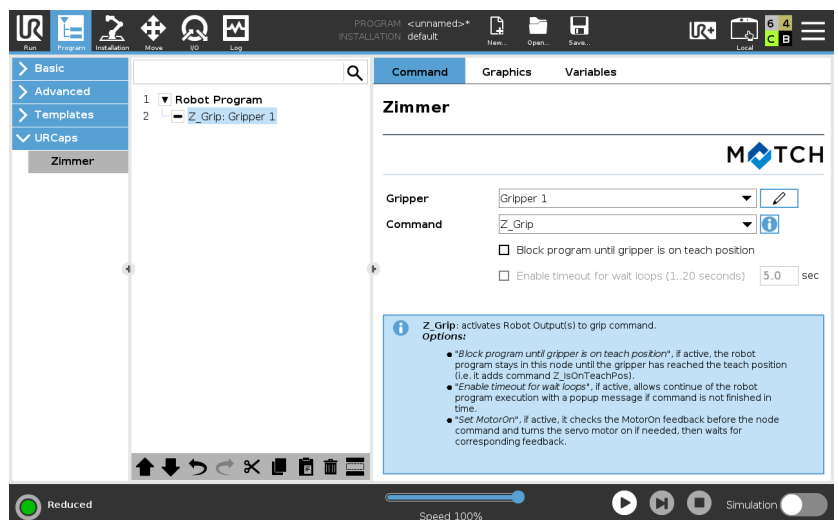 PROGRAM <unnamed>*
INSTALLATION default
Run Program Installation Move I/O Log New... Open... Save... Local
UR+
6 4
C B
Basic
Advanced
Templates
URCaps
Zimmer
1 Robot Program
2 Z_Grip: Gripper 1
Command Graphics Variables
Zimmer
MATCH
Gripper Gripper 1
Command Z_Grip
Block program until gripper is on teach position
Enable timeout for wait loops (1..20 seconds) 5.0 sec
Z_Grip: activates Robot Output(s) to grip command.
Options:
"Block program until gripper is on teach position", if active, the robot
program stays in this node until the gripper has reached the teach position
(i.e. it adds command Z_IsOnTeachPos).
"Enable timeout for wait loops", if active, allows continue of the robot
program execution with a popup message if command is not finished in
time.
"Set MotorOn", if active, it checks the MotorOn feedback before the node
command and turns the servo motor on if needed, then waits for
corresponding feedback.
Reduced
Speed 100%
Simulation